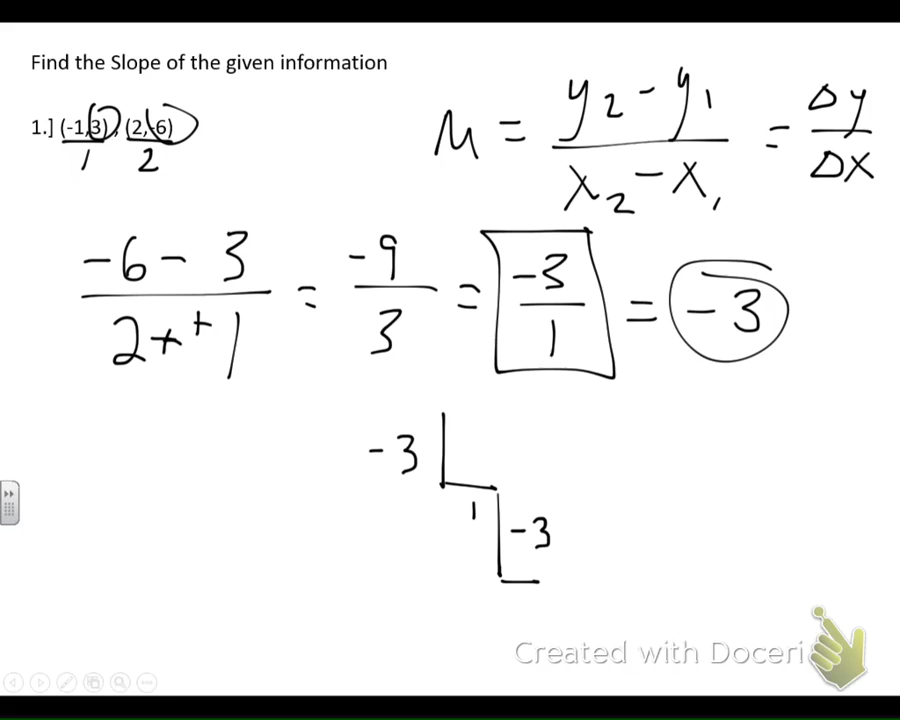 Find the Slope of the given information
1.] (-1,3), (2,-6)
1 2
M = y₂ - y₁ / x₂ - x₁ = Δy / Δx
-6 - 3 / 2 + + 1 = -9 / 3 = -3 / 1 = -3
-3
1
-3
Created with Doceri